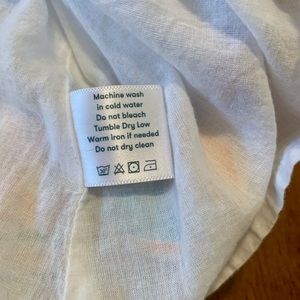 Machine wash
in cold water
Do not bleach
Tumble Dry Low
Warm iron if needed
Do not dry clean